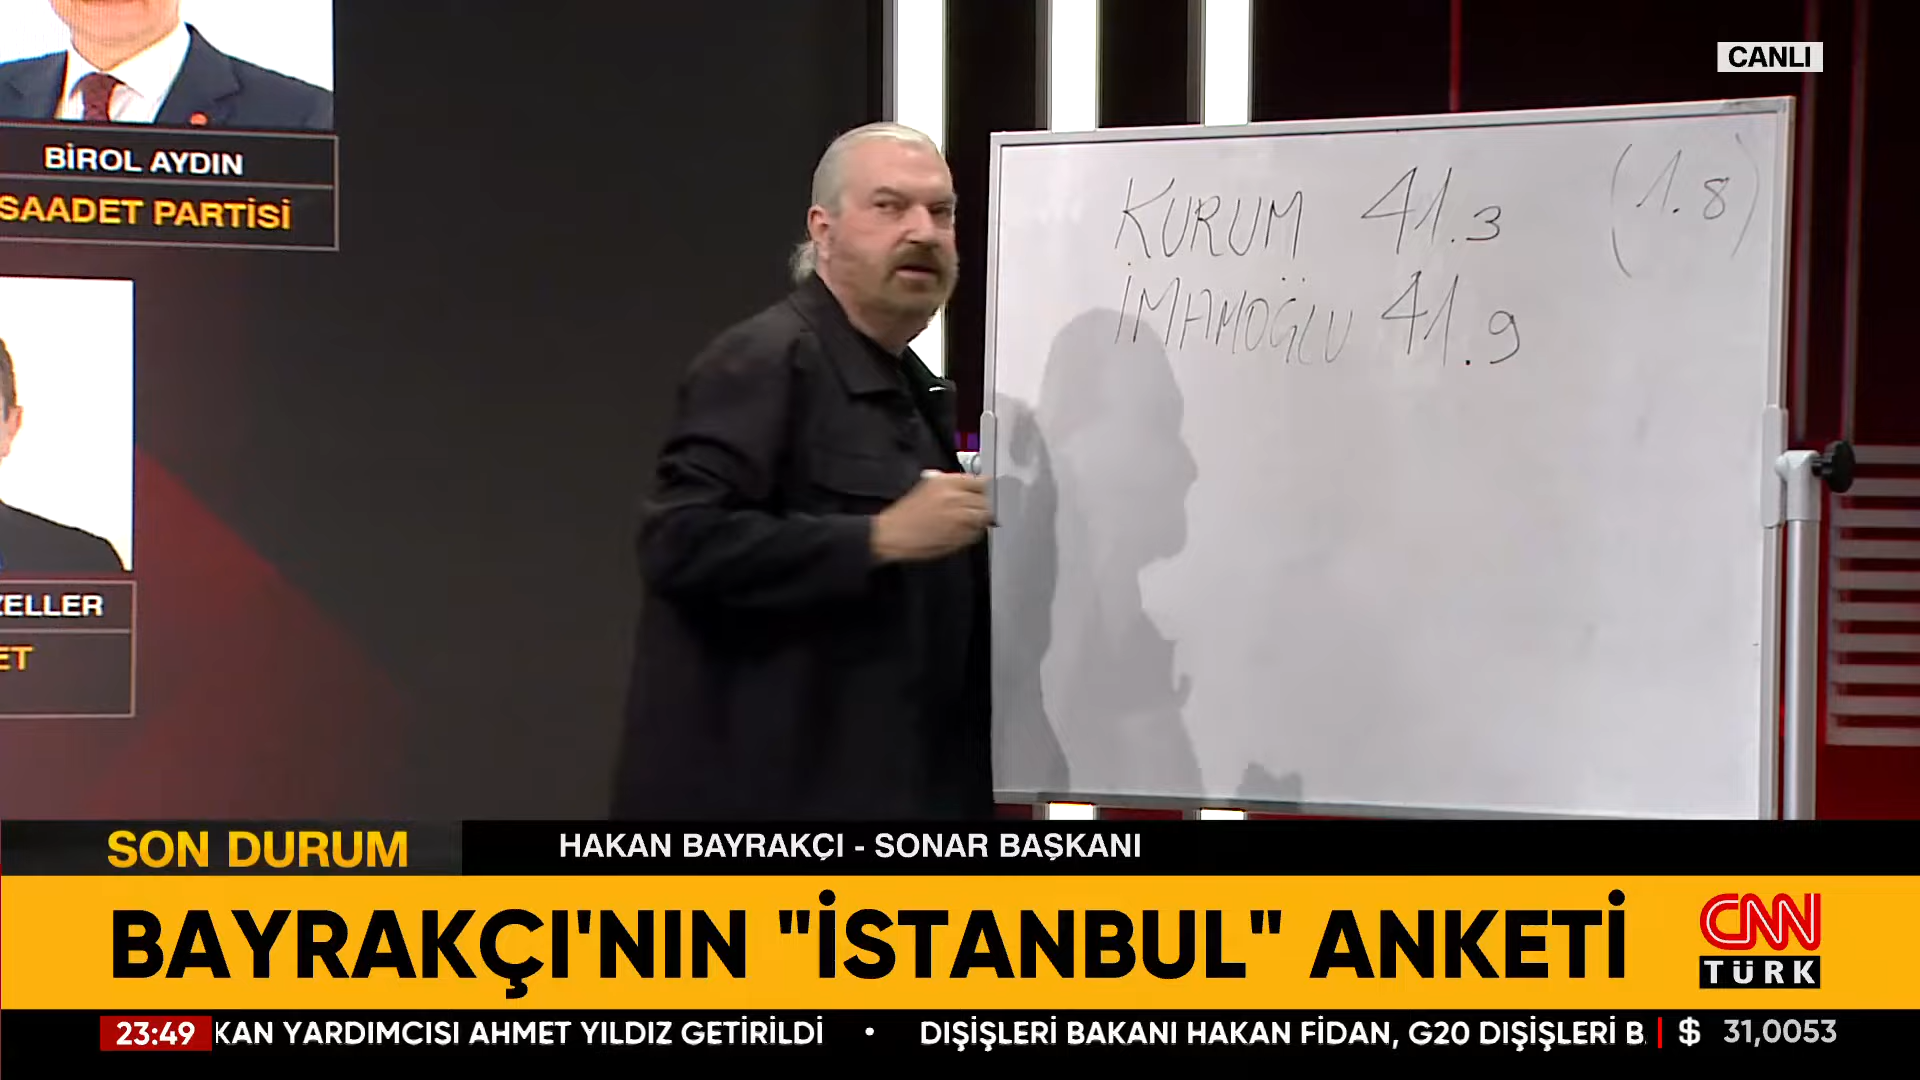 CANLI
BİROL AYDIN
SAADET PARTİSİ
KURUM 41.3 (1.8)
İMAMOĞLU 41.9
ZELLER
ET
SON DURUM
HAKAN BAYRAKÇI - SONAR BAŞKANI
BAYRAKÇI'NIN "İSTANBUL" ANKETİ
CNN
TÜRK
23:49 KAN YARDIMCISI AHMET YILDIZ GETİRİLDİ • DIŞİŞLERİ BAKANI HAKAN FİDAN, G20 DIŞİŞLERİ B $ 31,0053